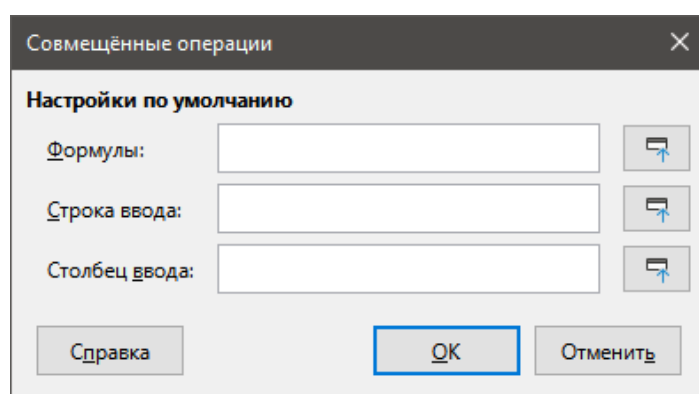 Совмещённые операции
Настройки по умолчанию
Формулы:
Строка ввода:
Столбец ввода:
Справка OK Отменить